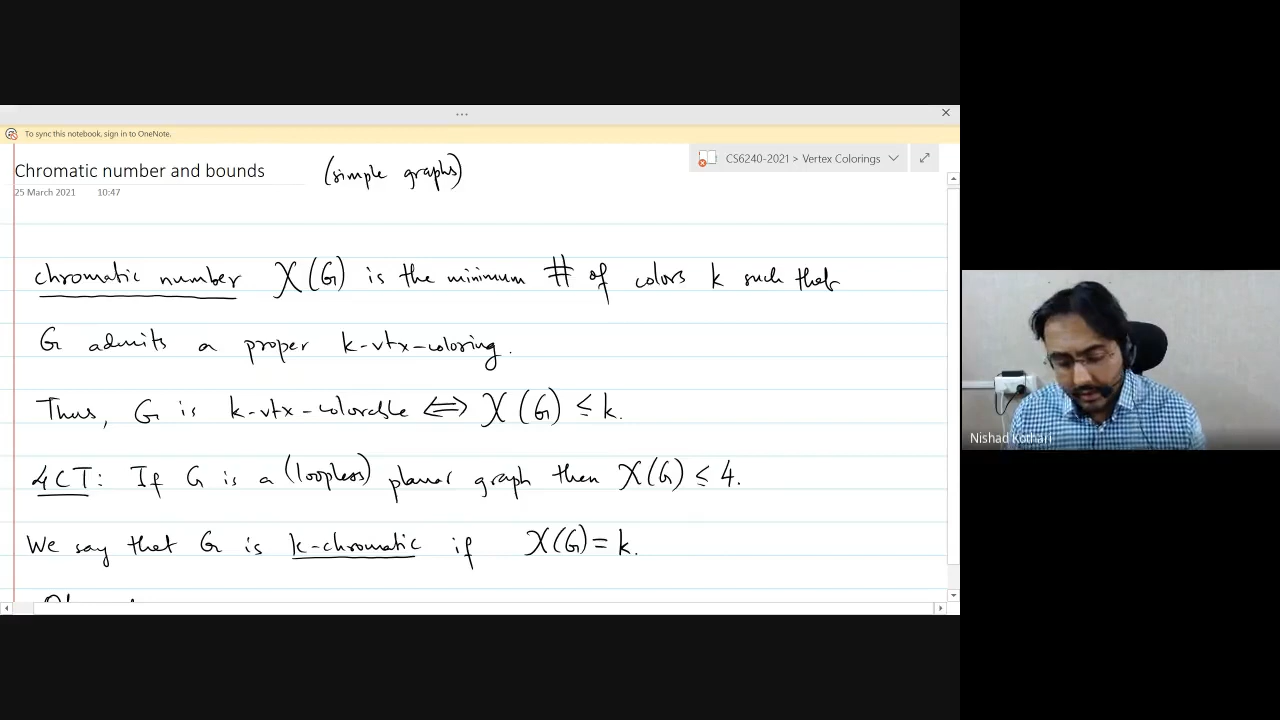 To sync this notebook, sign in to OneNote.
Chromatic number and bounds (simple graphs)
CS6240-2021 > Vertex Colorings
25 March 2021 10:47
chromatic number χ(G) is the minimum # of colors k such that
G admits a proper k-vtx-coloring.
Thus, G is k-vtx-colorable ⇔ χ(G) ≤ k.
4CT: If G is a (loopless) planar graph then χ(G) ≤ 4.
We say that G is k-chromatic if χ(G) = k.
Nishad Kothari